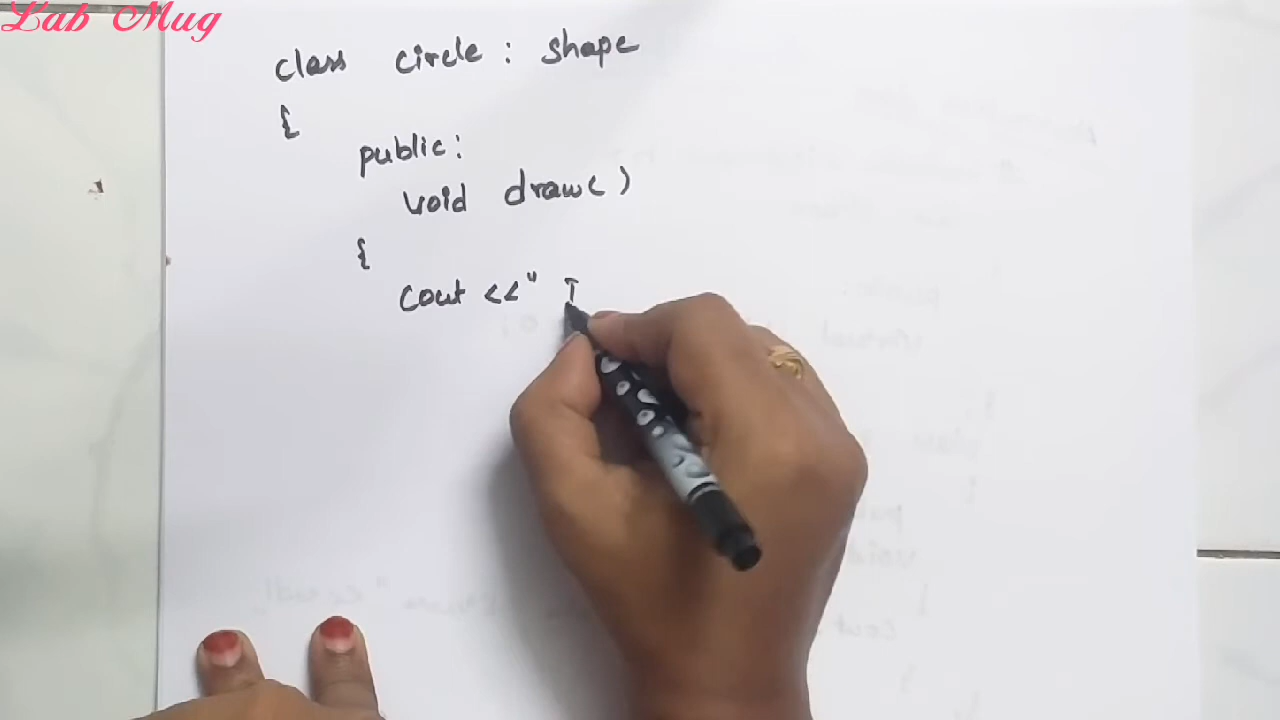 Lab Mug
class circle : shape
{
public:
void draw( )
{
cout <<" I